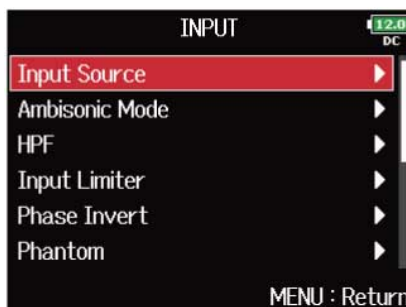 INPUT
12.0
DC
Input Source
Ambisonic Mode
HPF
Input Limiter
Phase Invert
Phantom
MENU : Return